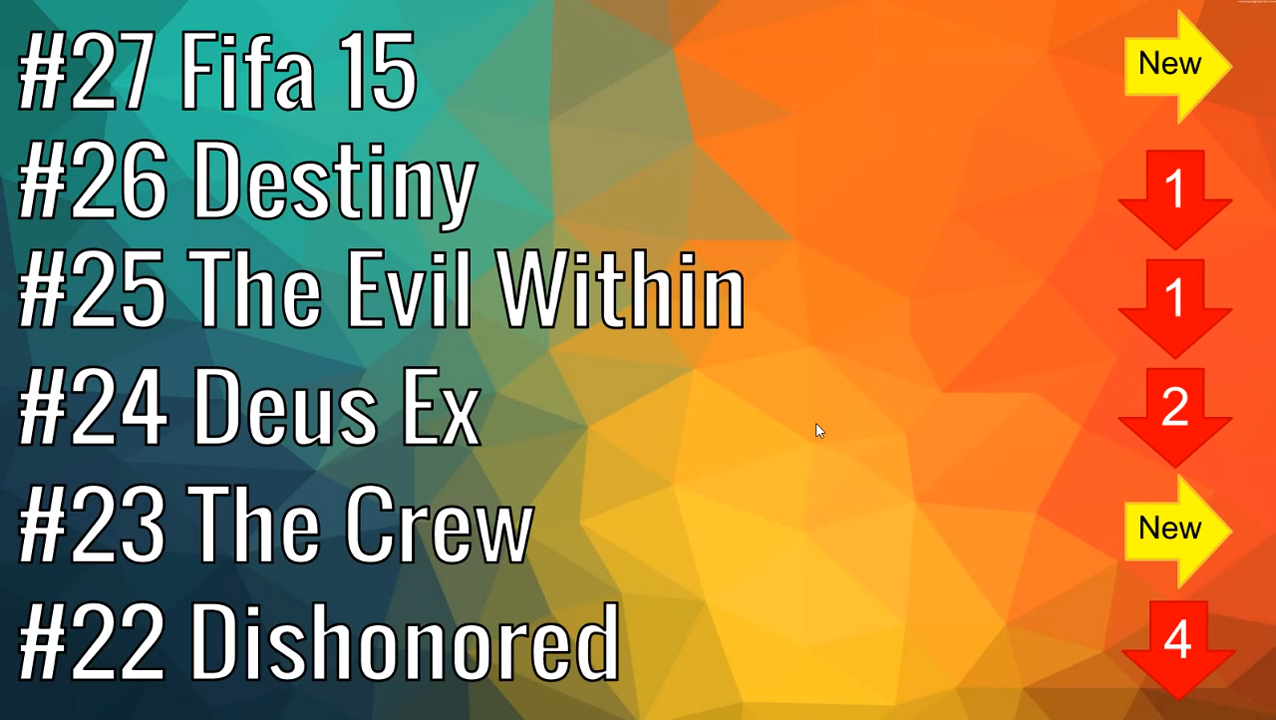 #27 Fifa 15 New
#26 Destiny 1
#25 The Evil Within 1
#24 Deus Ex 2
#23 The Crew New
#22 Dishonored 4